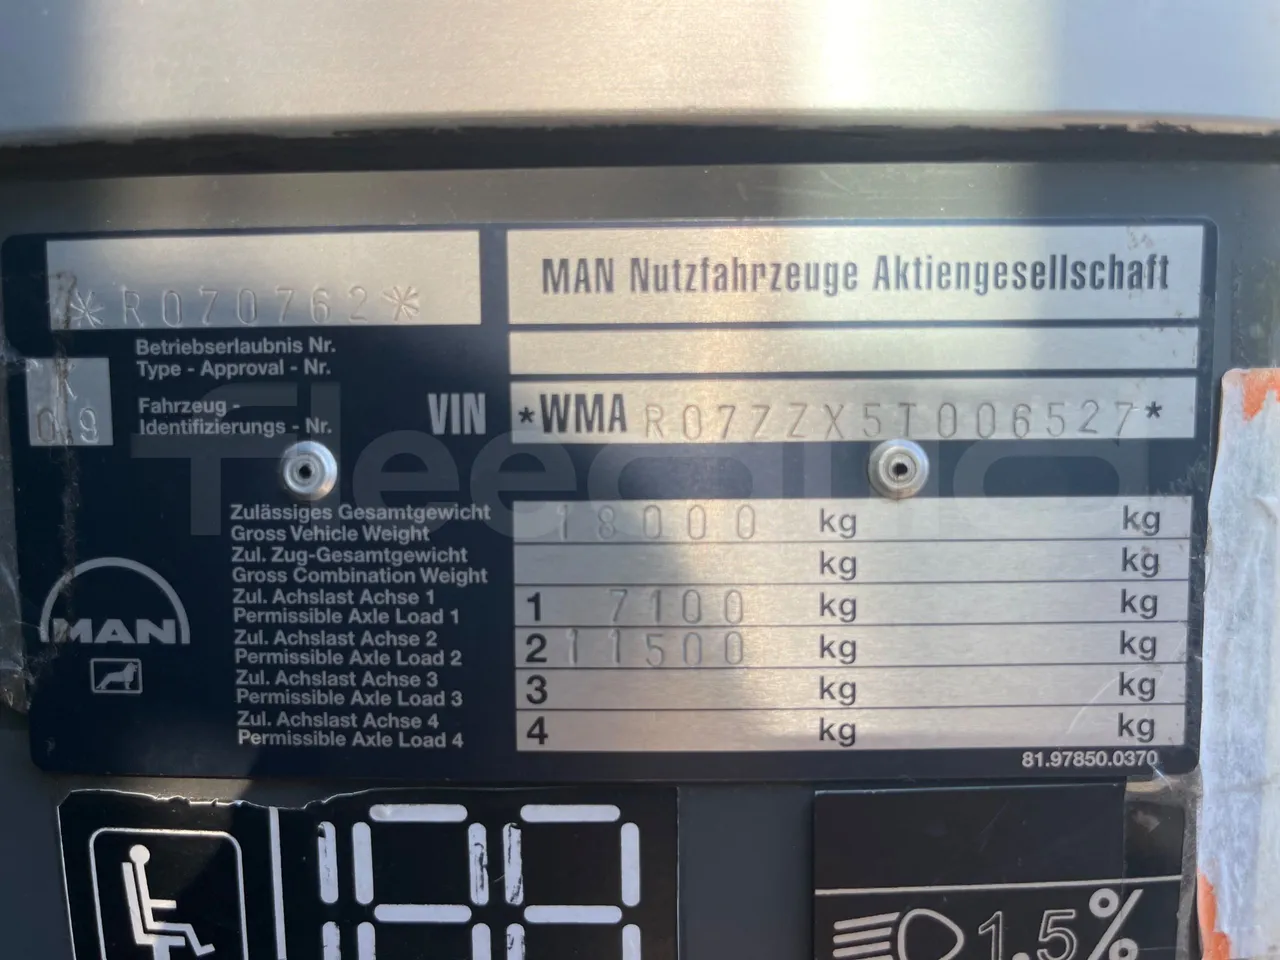 MAN Nutzfahrzeuge Aktiengesellschaft
*R070762*
Betriebserlaubnis Nr.
Type - Approval - Nr.
09
Fahrzeug -
Identifizierungs - Nr.
VIN *WMA R07ZZZX5T006527*
fleequid
Zulässiges Gesamtgewicht
Gross Vehicle Weight
18000 kg kg
Zul. Zug-Gesamtgewicht
Gross Combination Weight
kg kg
Zul. Achslast Achse 1
Permissible Axle Load 1
1 7100 kg kg
Zul. Achslast Achse 2
Permissible Axle Load 2
2 11500 kg kg
Zul. Achslast Achse 3
Permissible Axle Load 3
3 kg kg
Zul. Achslast Achse 4
Permissible Axle Load 4
4 kg kg
MAN
81.97850.0370
1.5%